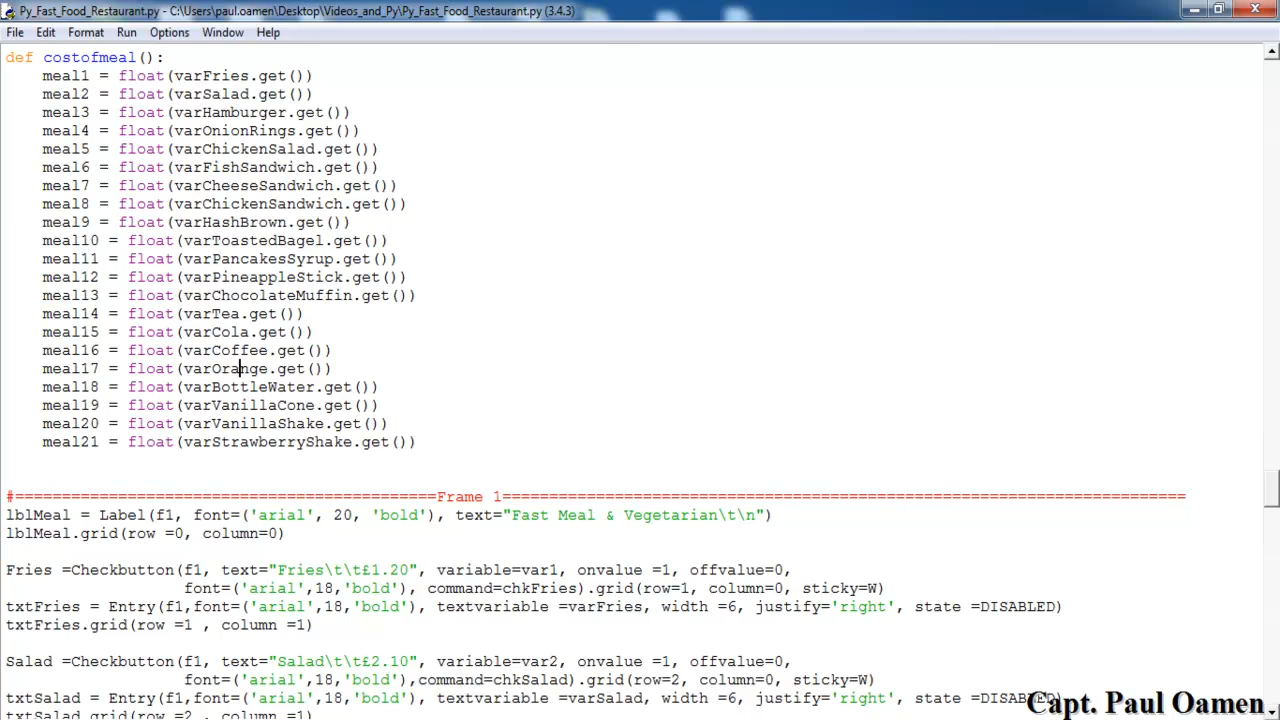 Py_Fast_Food_Restaurant.py - C:\Users\paul.oamen\Desktop\Videos_and_Py\Py_Fast_Food_Restaurant.py (3.4.3)
File Edit Format Run Options Window Help
def costofmeal():
    meal1 = float(varFries.get())
    meal2 = float(varSalad.get())
    meal3 = float(varHamburger.get())
    meal4 = float(varOnionRings.get())
    meal5 = float(varChickenSalad.get())
    meal6 = float(varFishSandwich.get())
    meal7 = float(varCheeseSandwich.get())
    meal8 = float(varChickenSandwich.get())
    meal9 = float(varHashBrown.get())
    meal10 = float(varToastedBagel.get())
    meal11 = float(varPancakesSyrup.get())
    meal12 = float(varPineappleStick.get())
    meal13 = float(varChocolateMuffin.get())
    meal14 = float(varTea.get())
    meal15 = float(varCola.get())
    meal16 = float(varCoffee.get())
    meal17 = float(varOrange.get())
    meal18 = float(varBottleWater.get())
    meal19 = float(varVanillaCone.get())
    meal20 = float(varVanillaShake.get())
    meal21 = float(varStrawberryShake.get())
#=============================================Frame 1=========================================================================
lblMeal = Label(f1, font=('arial', 20, 'bold'), text="Fast Meal & Vegetarian\t\n")
lblMeal.grid(row =0, column=0)
Fries =Checkbutton(f1, text="Fries\t\t£1.20", variable=var1, onvalue =1, offvalue=0,
                   font=('arial',18,'bold'), command=chkFries).grid(row=1, column=0, sticky=W)
txtFries = Entry(f1,font=('arial',18,'bold'), textvariable =varFries, width =6, justify='right', state =DISABLED)
txtFries.grid(row =1 , column =1)
Salad =Checkbutton(f1, text="Salad\t\t£2.10", variable=var2, onvalue =1, offvalue=0,
                   font=('arial',18,'bold'),command=chkSalad).grid(row=2, column=0, sticky=W)
txtSalad = Entry(f1,font=('arial',18,'bold'), textvariable =varSalad, width =6, justify='right', state =DISABLED)
txtSalad.grid(row =2 , column =1)
Capt. Paul Oamen